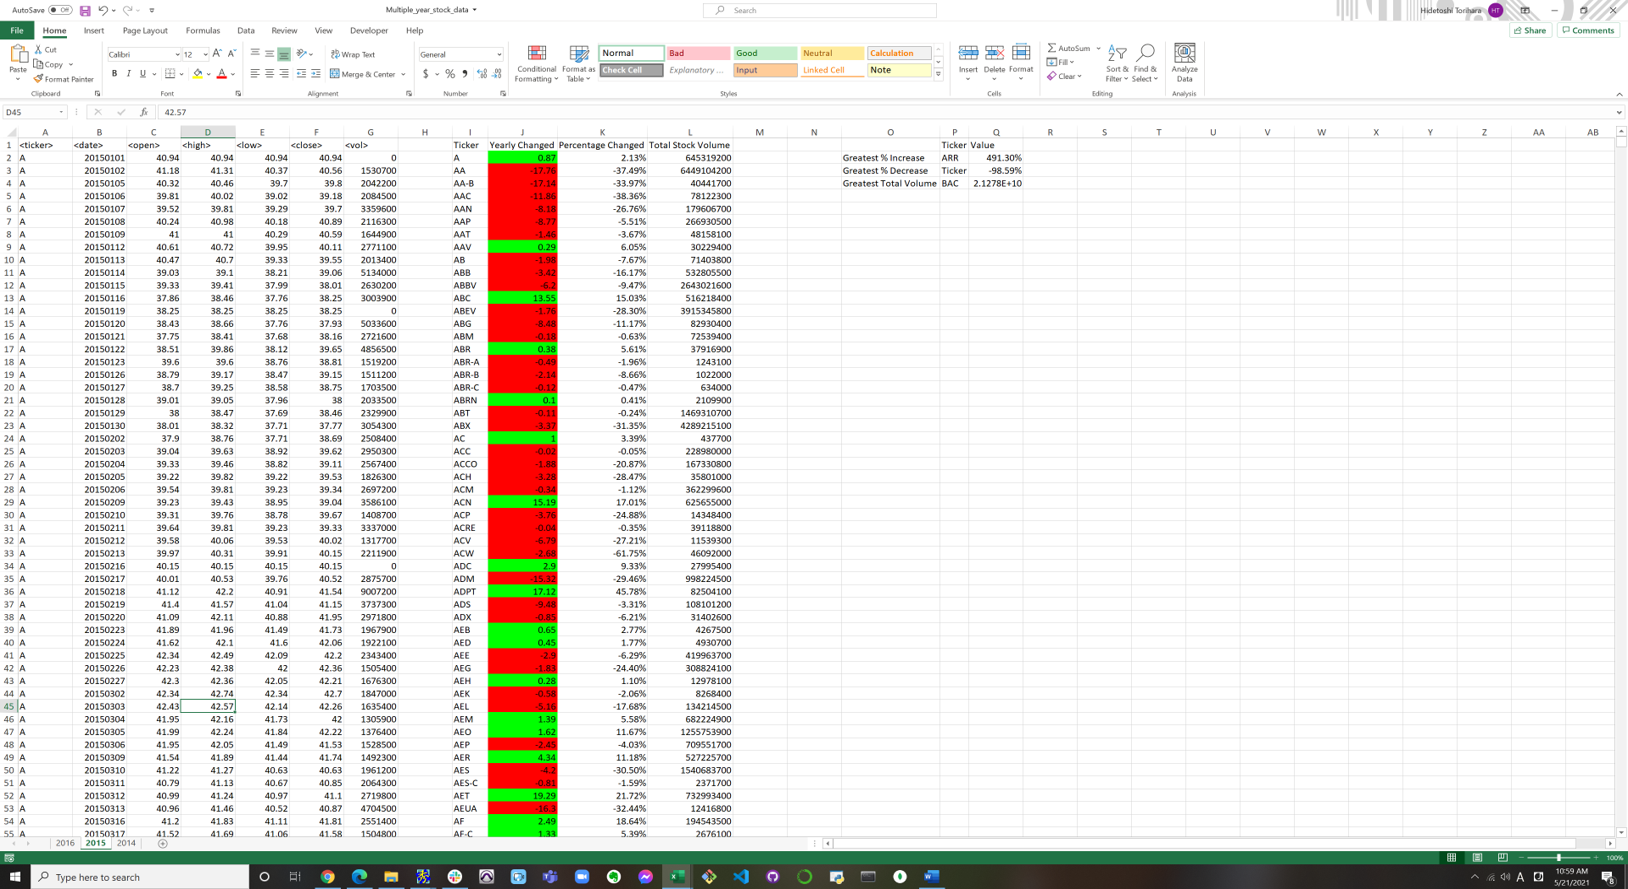 AutoSave Off Multiple_year_stock_data Search Hidetoshi Torihara HT
File Home Insert Page Layout Formulas Data Review View Developer Help Share Comments
Cut Calibri 12 Wrap Text General Normal Bad Good Neutral Calculation AutoSum
Paste Copy Conditional Format as Check Cell Explanatory ... Input Linked Cell Note Insert Delete Format Fill Sort & Find & Analyze
Format Painter B I U Merge & Center $ % Formatting Table Clear Filter Select Data
Clipboard Font Alignment Number Styles Cells Editing Analysis
D45 fx 42.57
A B C D E F G H I J K L M N O P Q R S T U V W X Y Z AA AB
1 <ticker> <date> <open> <high> <low> <close> <vol> Ticker Yearly Changed Percentage Changed Total Stock Volume Ticker Value
2 A 20150101 40.94 40.94 40.94 40.94 0 A 0.87 2.13% 645319200 Greatest % Increase ARR 491.30%
3 A 20150102 41.18 41.31 40.37 40.56 1530700 AA -17.76 -37.49% 6449104200 Greatest % Decrease Ticker -98.59%
4 A 20150105 40.32 40.46 39.7 39.8 2042200 AA-B -17.14 -33.97% 40441700 Greatest Total Volume BAC 2.1278E+10
5 A 20150106 39.81 40.02 39.02 39.18 2084500 AAC -11.86 -38.36% 78122300
6 A 20150107 39.52 39.81 39.29 39.7 3359600 AAN -8.18 -26.76% 179606700
7 A 20150108 40.24 40.98 40.18 40.89 2116300 AAP -8.77 -5.51% 266930500
8 A 20150109 41 41 40.29 40.59 1644900 AAT -1.46 -3.67% 48158100
9 A 20150112 40.61 40.72 39.95 40.11 2771100 AAV 0.29 6.05% 30229400
10 A 20150113 40.47 40.7 39.33 39.55 2013400 AB -1.98 -7.67% 71403800
11 A 20150114 39.03 39.1 38.21 39.06 5134000 ABB -3.42 -16.17% 532805500
12 A 20150115 39.33 39.41 37.99 38.01 2630200 ABBV -6.2 -9.47% 2643021600
13 A 20150116 37.86 38.46 37.76 38.25 3003900 ABC 13.55 15.03% 516218400
14 A 20150119 38.25 38.25 38.25 38.25 0 ABEV -1.76 -28.30% 3915345800
15 A 20150120 38.43 38.66 37.76 37.93 5033600 ABG -8.48 -11.17% 82930400
16 A 20150121 37.75 38.41 37.68 38.16 2721600 ABM -0.18 -0.63% 72539400
17 A 20150122 38.51 39.86 38.12 39.65 4856500 ABR 0.38 5.61% 37916900
18 A 20150123 39.6 39.6 38.76 38.81 1519200 ABR-A -0.49 -1.96% 1243100
19 A 20150126 38.79 39.17 38.47 39.15 1511200 ABR-B -2.14 -8.66% 1022000
20 A 20150127 38.7 39.25 38.58 38.75 1703500 ABR-C -0.12 -0.47% 634000
21 A 20150128 39.01 39.05 37.96 38 2033500 ABRN 0.1 0.41% 2109900
22 A 20150129 38 38.47 37.69 38.46 2329900 ABT -0.11 -0.24% 1469310700
23 A 20150130 38.01 38.32 37.71 37.77 3054300 ABX -3.37 -31.35% 4289215100
24 A 20150202 37.9 38.76 37.71 38.69 2508400 AC 1 3.39% 437700
25 A 20150203 39.04 39.63 38.92 39.62 2950300 ACC -0.02 -0.05% 228980000
26 A 20150204 39.33 39.46 38.82 39.11 2567400 ACCO -1.88 -20.87% 167330800
27 A 20150205 39.22 39.82 39.22 39.53 1826300 ACH -3.28 -28.47% 35801000
28 A 20150206 39.54 39.81 39.23 39.34 2697200 ACM -0.34 -1.12% 362299600
29 A 20150209 39.23 39.43 38.95 39.04 3586100 ACN 15.19 17.01% 625655000
30 A 20150210 39.31 39.76 38.78 39.67 1408700 ACP -3.76 -24.88% 14348400
31 A 20150211 39.64 39.81 39.23 39.33 3337000 ACRE -0.04 -0.35% 39118800
32 A 20150212 39.58 40.06 39.53 40.02 1317700 ACV -6.79 -27.21% 11539300
33 A 20150213 39.97 40.31 39.91 40.15 2211900 ACW -2.68 -61.75% 46092000
34 A 20150216 40.15 40.15 40.15 40.15 0 ADC 2.9 9.33% 27995400
35 A 20150217 40.01 40.53 39.76 40.52 2875700 ADM -15.32 -29.46% 998224500
36 A 20150218 41.12 42.2 40.91 41.54 9007200 ADPT 17.12 45.78% 82504100
37 A 20150219 41.4 41.57 41.04 41.15 3737300 ADS -9.48 -3.31% 108101200
38 A 20150220 41.09 42.11 40.88 41.95 2971800 ADX -0.85 -6.21% 31402600
39 A 20150223 41.89 41.96 41.49 41.73 1967900 AEB 0.65 2.77% 4267500
40 A 20150224 41.62 42.1 41.6 42.06 1922100 AED 0.45 1.77% 4930700
41 A 20150225 42.34 42.49 42.09 42.2 2343400 AEE -2.9 -6.29% 419963700
42 A 20150226 42.23 42.38 42 42.36 1505400 AEG -1.83 -24.40% 308824100
43 A 20150227 42.3 42.36 42.05 42.21 1676300 AEH 0.28 1.10% 12978100
44 A 20150302 42.34 42.74 42.34 42.7 1847000 AEK -0.58 -2.06% 8268400
45 A 20150303 42.43 42.57 42.14 42.26 1635400 AEL -5.16 -17.68% 134214500
46 A 20150304 41.95 42.16 41.73 42 1305900 AEM 1.39 5.58% 682224900
47 A 20150305 41.99 42.24 41.84 42.22 1376400 AEO 1.62 11.67% 1255753900
48 A 20150306 41.95 42.05 41.49 41.53 1528500 AEP -2.45 -4.03% 709551700
49 A 20150309 41.54 41.89 41.44 41.74 1492300 AER 4.34 11.18% 527225700
50 A 20150310 41.22 41.27 40.63 40.63 1961200 AES -4.2 -30.50% 1540683700
51 A 20150311 40.79 41.13 40.67 40.85 2064300 AES-C -0.81 -1.59% 2371700
52 A 20150312 40.99 41.24 40.97 41.1 2719800 AET 19.29 21.72% 732993400
53 A 20150313 40.96 41.46 40.52 40.87 4704500 AEUA -16.3 -32.44% 12416800
54 A 20150316 41.2 41.83 41.11 41.81 2551400 AF 2.49 18.64% 194543500
55 A 20150317 41.52 41.69 41.06 41.58 1504800 AF-C 1.33 5.39% 2676100
2016 2015 2014
100%
Type here to search 10:59 AM
5/21/2021